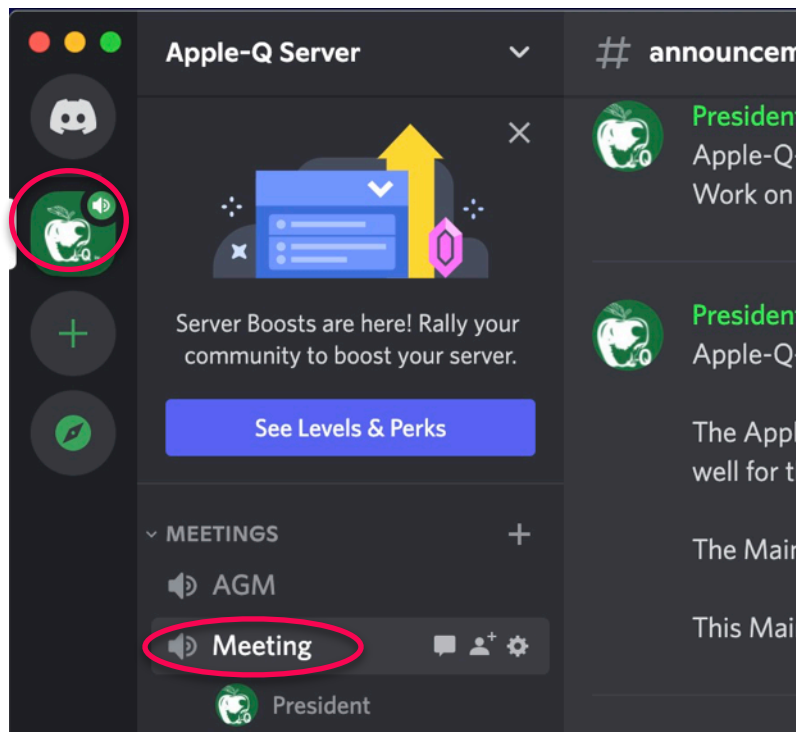 Apple-Q Server
Server Boosts are here! Rally your
community to boost your server.
See Levels & Perks
MEETINGS
AGM
Meeting
President
# announcem
President
Apple-Q
Work on
President
Apple-Q
The Appl
well for t
The Main
This Mai